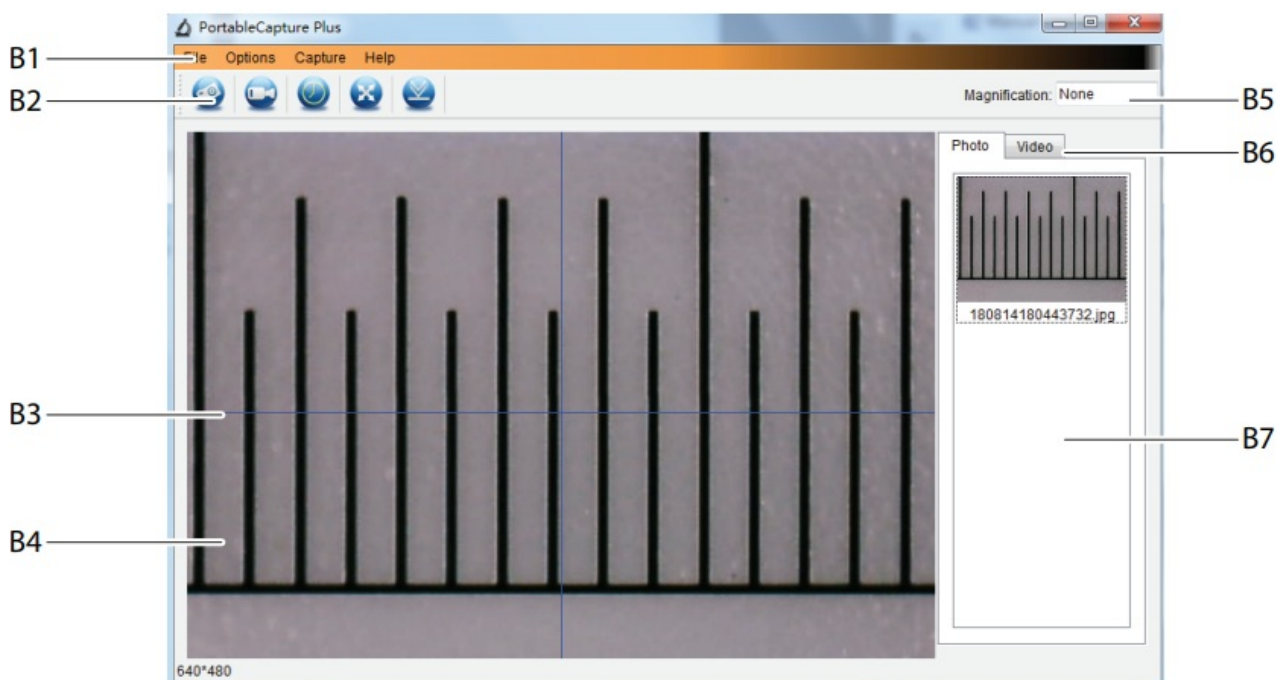 PortableCapture Plus
B1
File Options Capture Help
B2
Magnification: None
B5
Photo Video
B6
180814180443732.jpg
B3
B7
B4
640*480